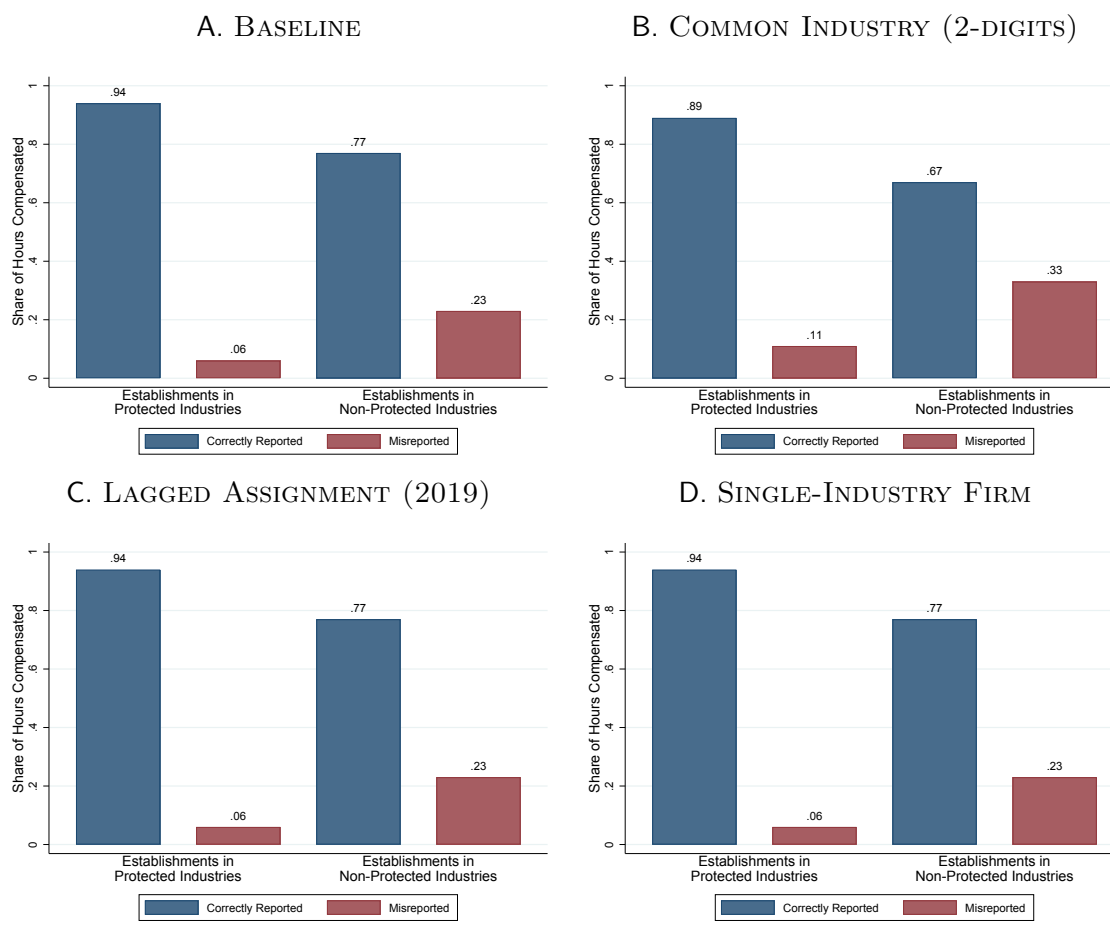 A. Baseline
Share of Hours Compensated
0 .2 .4 .6 .8 1
.94
.06
.77
.23
Establishments in
Protected Industries
Establishments in
Non-Protected Industries
Correctly Reported
Misreported
B. Common Industry (2-digits)
Share of Hours Compensated
0 .2 .4 .6 .8 1
.89
.11
.67
.33
Establishments in
Protected Industries
Establishments in
Non-Protected Industries
Correctly Reported
Misreported
C. Lagged Assignment (2019)
Share of Hours Compensated
0 .2 .4 .6 .8 1
.94
.06
.77
.23
Establishments in
Protected Industries
Establishments in
Non-Protected Industries
Correctly Reported
Misreported
D. Single-Industry Firm
Share of Hours Compensated
0 .2 .4 .6 .8 1
.94
.06
.77
.23
Establishments in
Protected Industries
Establishments in
Non-Protected Industries
Correctly Reported
Misreported